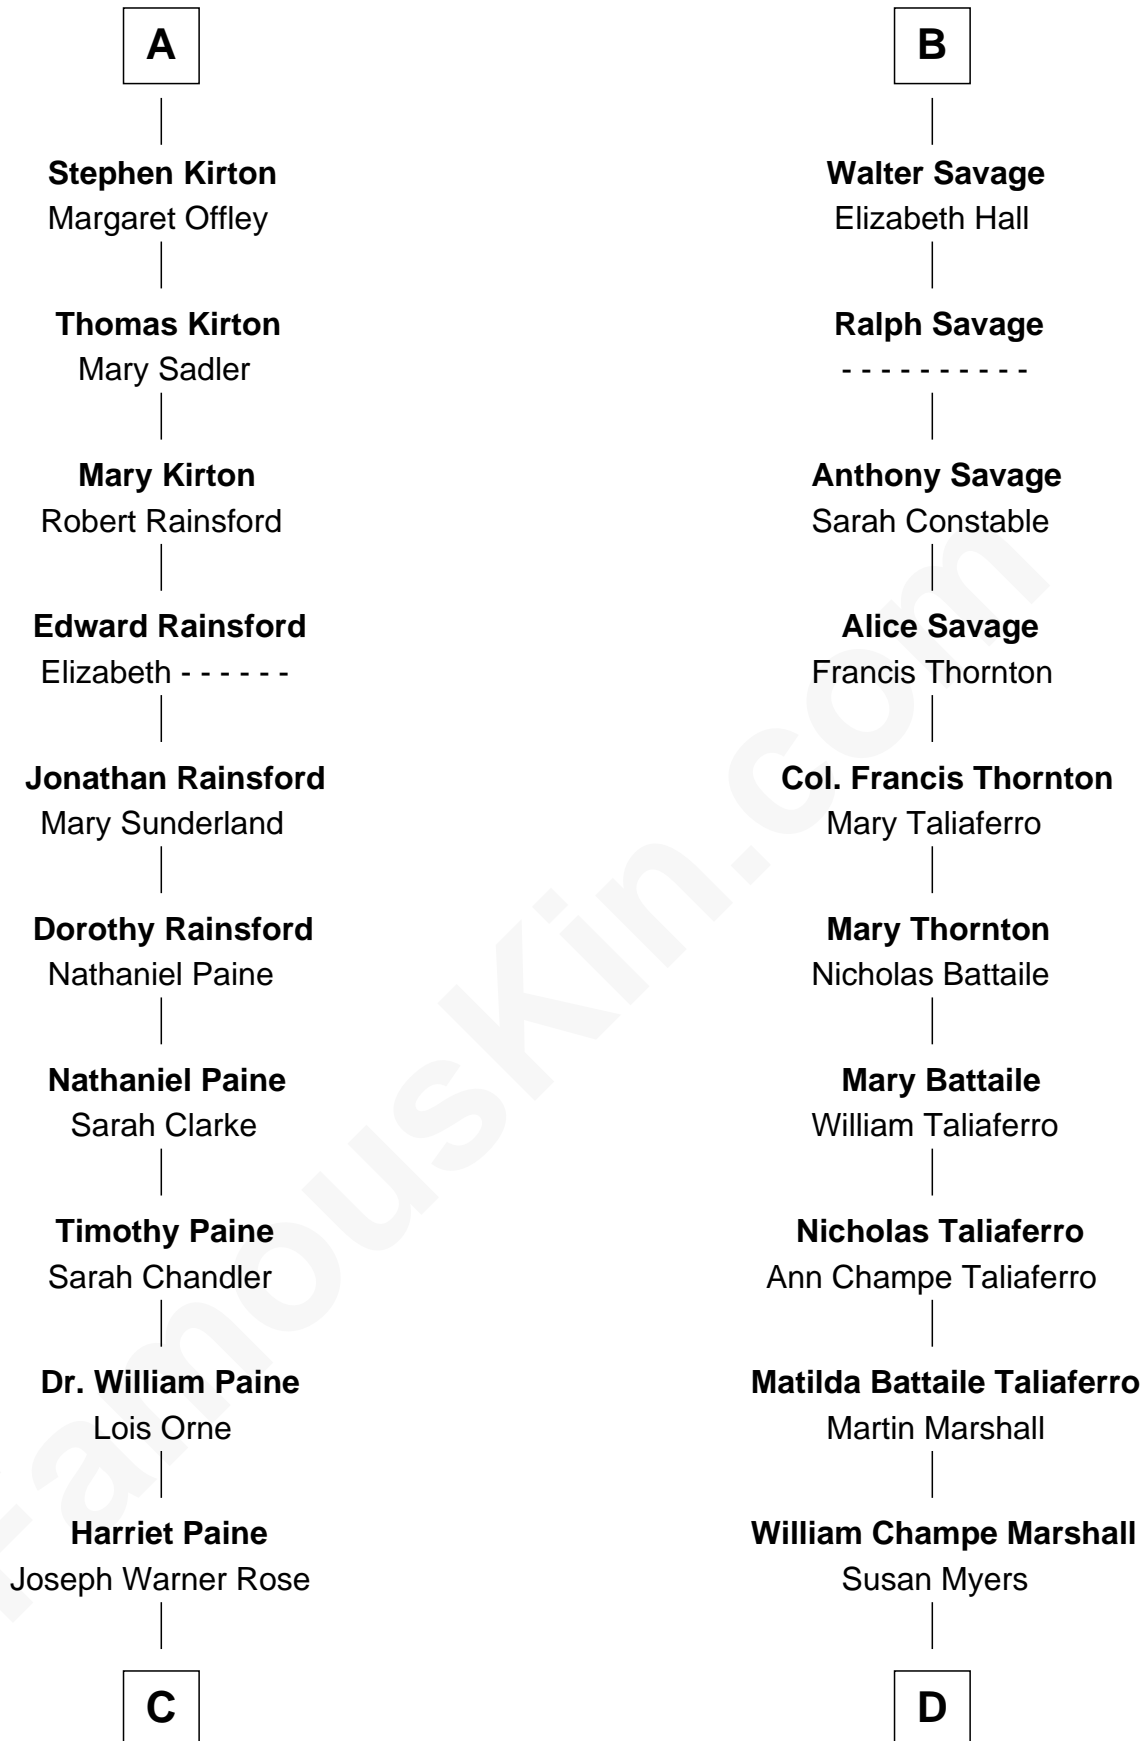 A
Stephen Kirton
Margaret Offley
Thomas Kirton
Mary Sadler
Mary Kirton
Robert Rainsford
Edward Rainsford
Elizabeth - - - - - -
Jonathan Rainsford
Mary Sunderland
Dorothy Rainsford
Nathaniel Paine
Nathaniel Paine
Sarah Clarke
Timothy Paine
Sarah Chandler
Dr. William Paine
Lois Orne
Harriet Paine
Joseph Warner Rose
C
B
Walter Savage
Elizabeth Hall
Ralph Savage
- - - - - - - - - -
Anthony Savage
Sarah Constable
Alice Savage
Francis Thornton
Col. Francis Thornton
Mary Taliaferro
Mary Thornton
Nicholas Battaile
Mary Battaile
William Taliaferro
Nicholas Taliaferro
Ann Champe Taliaferro
Matilda Battaile Taliaferro
Martin Marshall
William Champe Marshall
Susan Myers
D
FamousKin.com